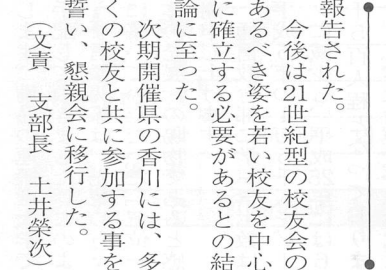 報告された。
今後は21世紀型の校友会の
あるべき姿を若い校友を中心
に確立する必要があるとの結
論に至った。
次期開催県の香川には、多
くの校友と共に参加する事を
誓い、懇親会に移行した。
(文責 支部長 土井榮次)